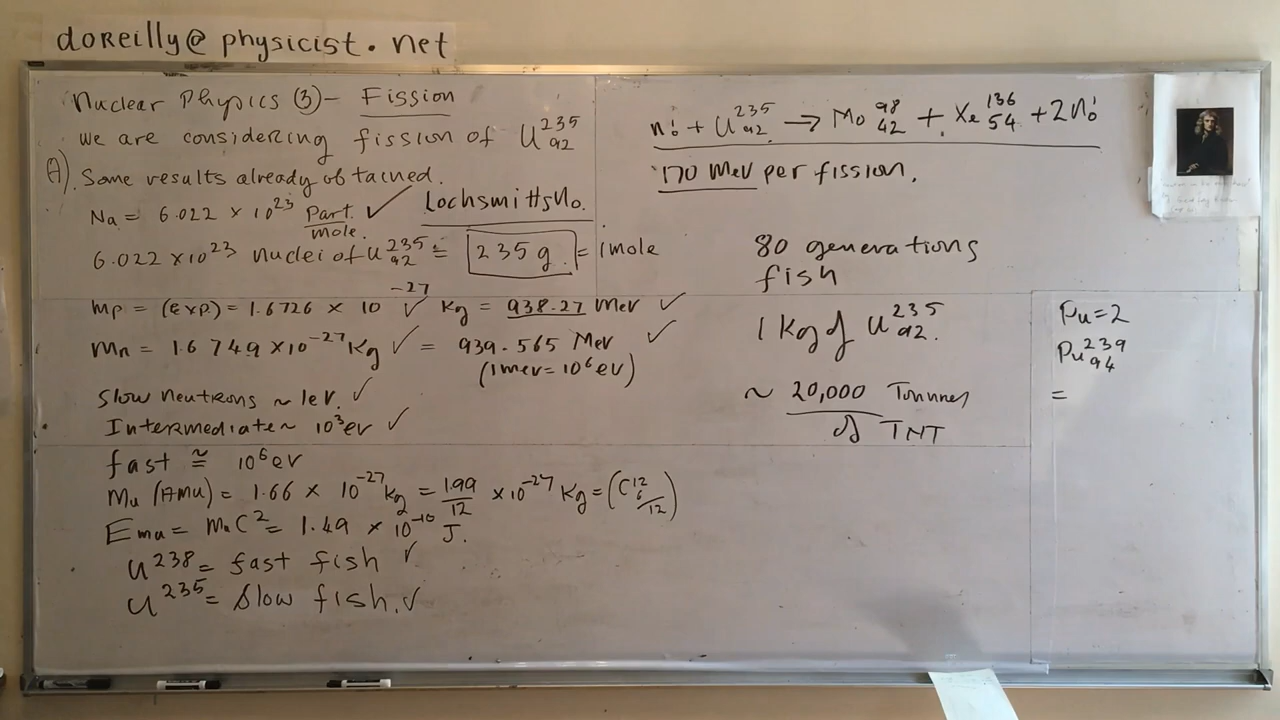 doreilly@physicist.net
Nuclear Physics (3) - Fission
we are considering fission of U 235 92
(A). Some results already obtained.
Na = 6.022 × 10^23 Part. / mole. ✓ Lochsmitts no.
6.022 × 10^23 nuclei of U 235 92 ≅ 235 g. = 1 mole
Mp = (exp) = 1.6726 × 10^-27 ✓ Kg = 938.27 Mev ✓
Mn = 1.6749 × 10^-27 Kg ✓ = 939.565 Mev ✓
(1 mev = 10^6 ev)
Slow neutrons ~ 1ev. ✓
Intermediate ~ 10^3 ev ✓
fast ≅ 10^6 ev
Mu (AMU) = 1.66 × 10^-27 kg = 1.99/12 × 10^-27 Kg = (C 12 6 /12)
Emu = Mu C^2 = 1.49 × 10^-10 J.
U^238 = fast fish ✓
U^235 = Slow fish. ✓
n 1 0 + U 235 92 → Mo 98 42 + Xe 136 54 + 2n 1 0
170 Mev per fission.
80 generations
fish
1 Kg of U 235 92.
~ 20,000 Tonnes
of TNT
Pu = 2
Pu 239 94
=